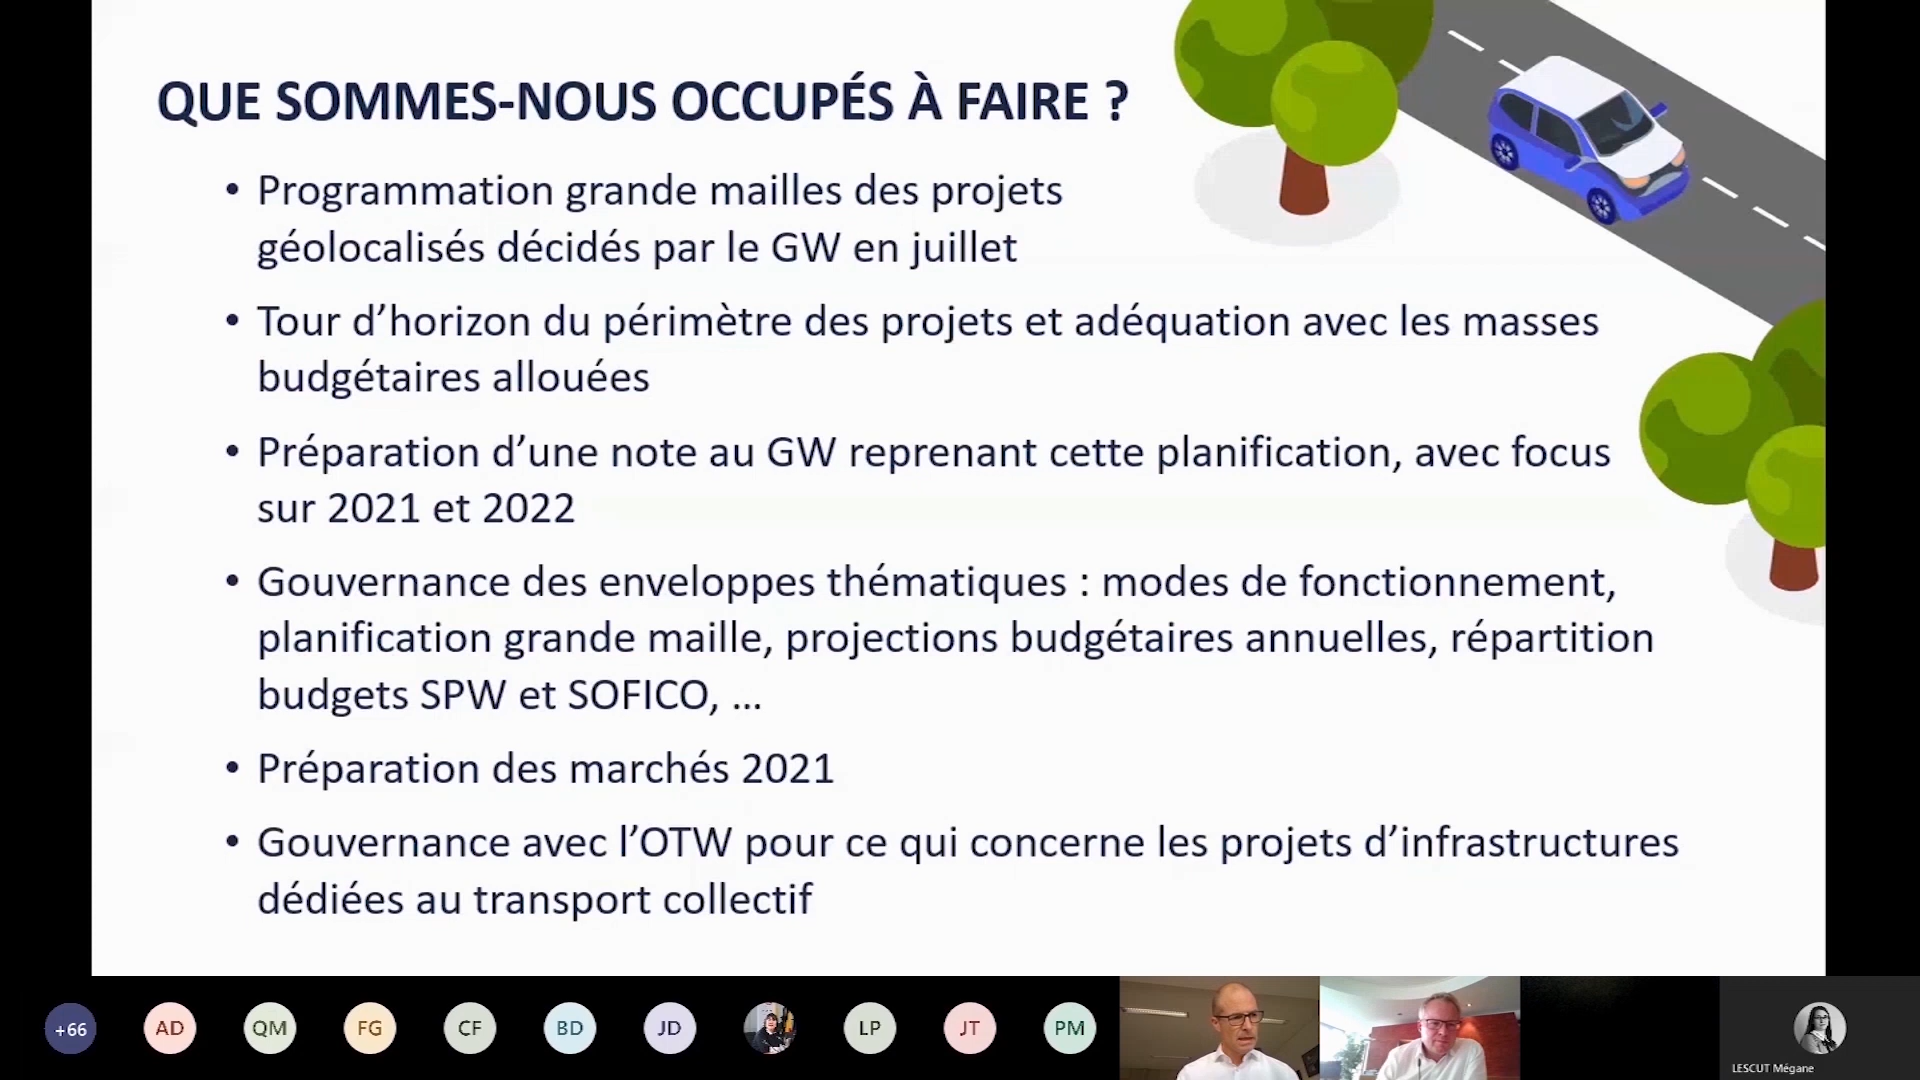 QUE SOMMES-NOUS OCCUPÉS À FAIRE ?
• Programmation grande mailles des projets
géolocalisés décidés par le GW en juillet
• Tour d’horizon du périmètre des projets et adéquation avec les masses
budgétaires allouées
• Préparation d’une note au GW reprenant cette planification, avec focus
sur 2021 et 2022
• Gouvernance des enveloppes thématiques : modes de fonctionnement,
planification grande maille, projections budgétaires annuelles, répartition
budgets SPW et SOFICO, ...
• Préparation des marchés 2021
• Gouvernance avec l’OTW pour ce qui concerne les projets d’infrastructures
dédiées au transport collectif
+66 AD QM FG CF BD JD LP JT PM
LESCUT Mégane